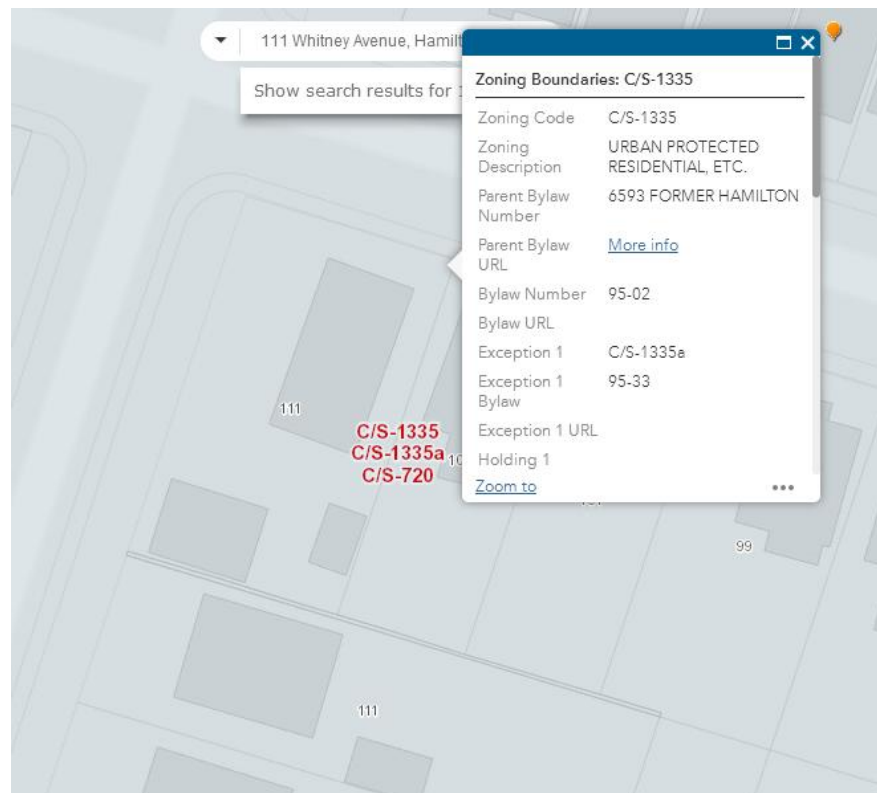 111 Whitney Avenue, Hamilt
Show search results for
Zoning Boundaries: C/S-1335
Zoning Code C/S-1335
Zoning Description URBAN PROTECTED RESIDENTIAL, ETC.
Parent Bylaw Number 6593 FORMER HAMILTON
Parent Bylaw URL More info
Bylaw Number 95-02
Bylaw URL
Exception 1 C/S-1335a
Exception 1 Bylaw 95-33
Exception 1 URL
Holding 1
Zoom to
111
C/S-1335
C/S-1335a
C/S-720
99
111